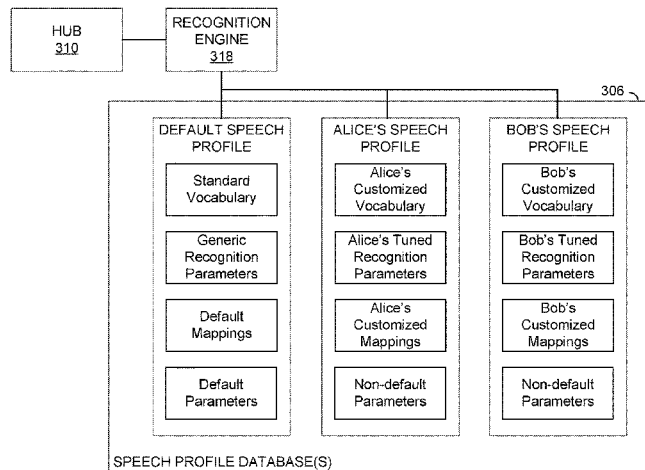 HUB
310
RECOGNITION
ENGINE
318
306
DEFAULT SPEECH
PROFILE
Standard
Vocabulary
Generic
Recognition
Parameters
Default
Mappings
Default
Parameters
ALICE'S SPEECH
PROFILE
Alice's
Customized
Vocabulary
Alice's Tuned
Recognition
Parameters
Alice's
Customized
Mappings
Non-default
Parameters
BOB'S SPEECH
PROFILE
Bob's
Customized
Vocabulary
Bob's Tuned
Recognition
Parameters
Bob's
Customized
Mappings
Non-default
Parameters
SPEECH PROFILE DATABASE(S)